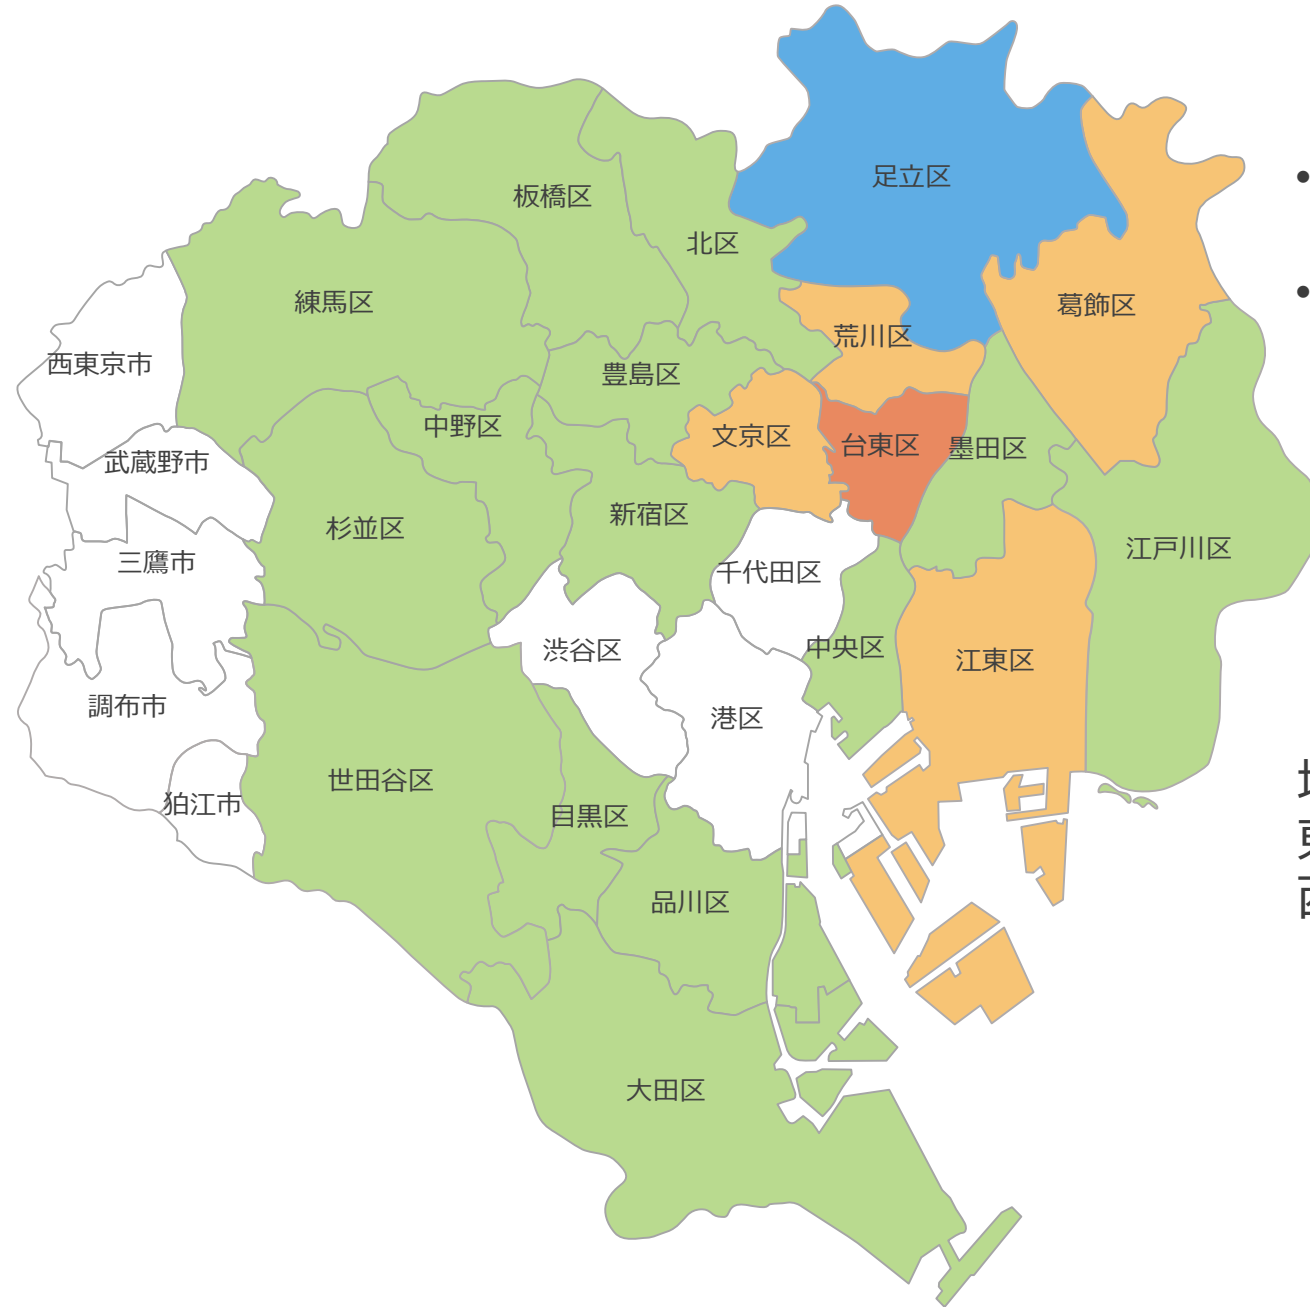 足立区
板橋区
北区
練馬区
葛飾区
荒川区
西東京市
豊島区
中野区
文京区
台東区
墨田区
武蔵野市
新宿区
杉並区
江戸川区
三鷹市
千代田区
中央区
渋谷区
江東区
調布市
港区
世田谷区
狛江市
目黒区
品川区
大田区